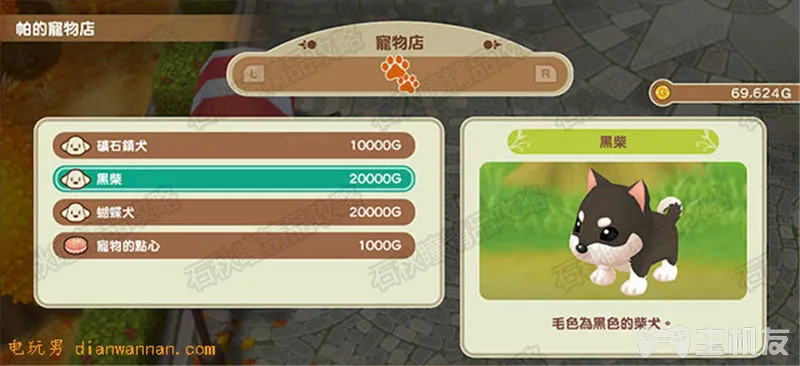 帕的寵物店
寵物店
L
R
G
69,624G
礦石鎮犬 10000G
黑柴 20000G
蝴蝶犬 20000G
寵物的點心 1000G
黑柴
毛色為黑色的柴犬。
电玩男 dianwannan.com
主机友